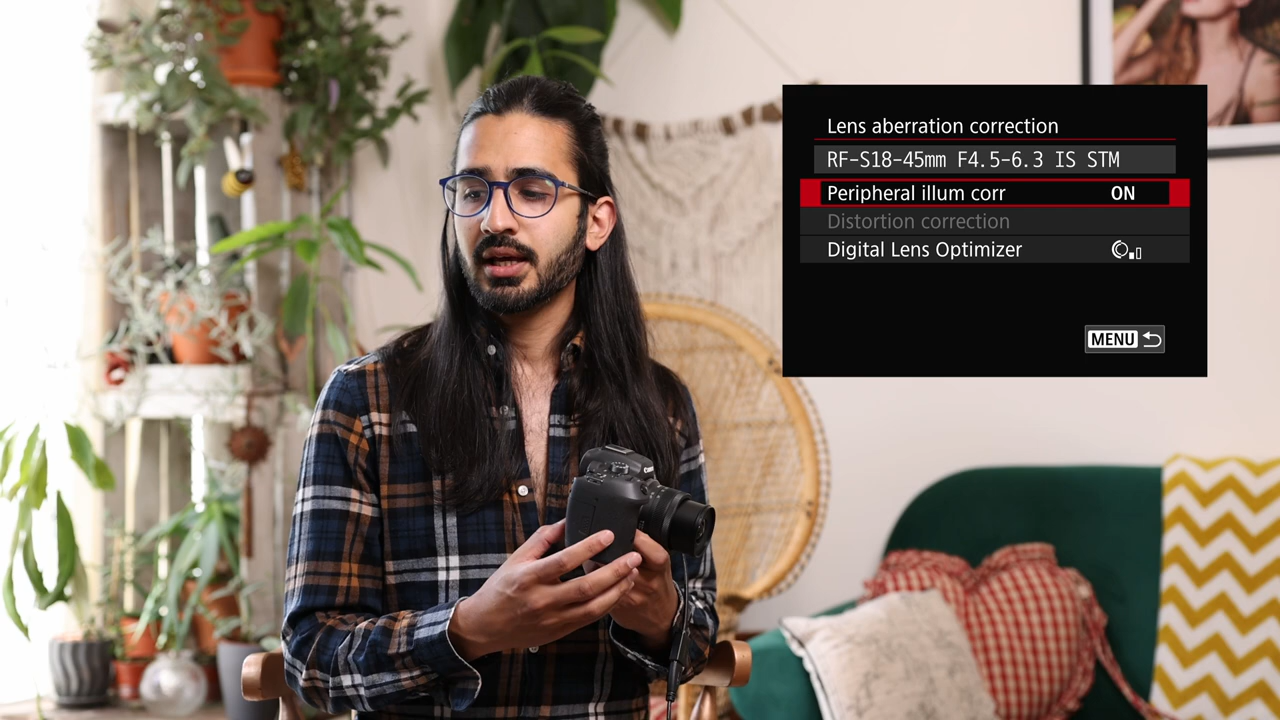 Lens aberration correction
RF-S18-45mm F4.5-6.3 IS STM
Peripheral illum corr ON
Distortion correction
Digital Lens Optimizer
MENU
Canon